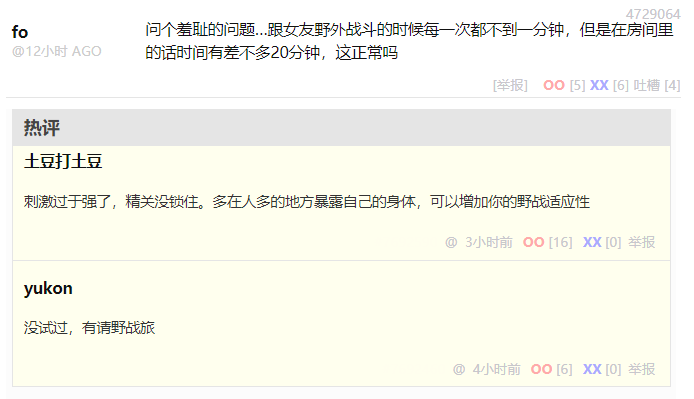 4729064
fo
@12小时 AGO
问个羞耻的问题...跟女友野外战斗的时候每一次都不到一分钟，但是在房间里
的话时间有差不多20分钟，这正常吗
[举报] OO [5] XX [6] 吐槽 [4]
热评
土豆打土豆
刺激过于强了，精关没锁住。多在人多的地方暴露自己的身体，可以增加你的野战适应性
@ 3小时前 OO [16] XX [0] 举报
yukon
没试过，有请野战旅
@ 4小时前 OO [6] XX [0] 举报